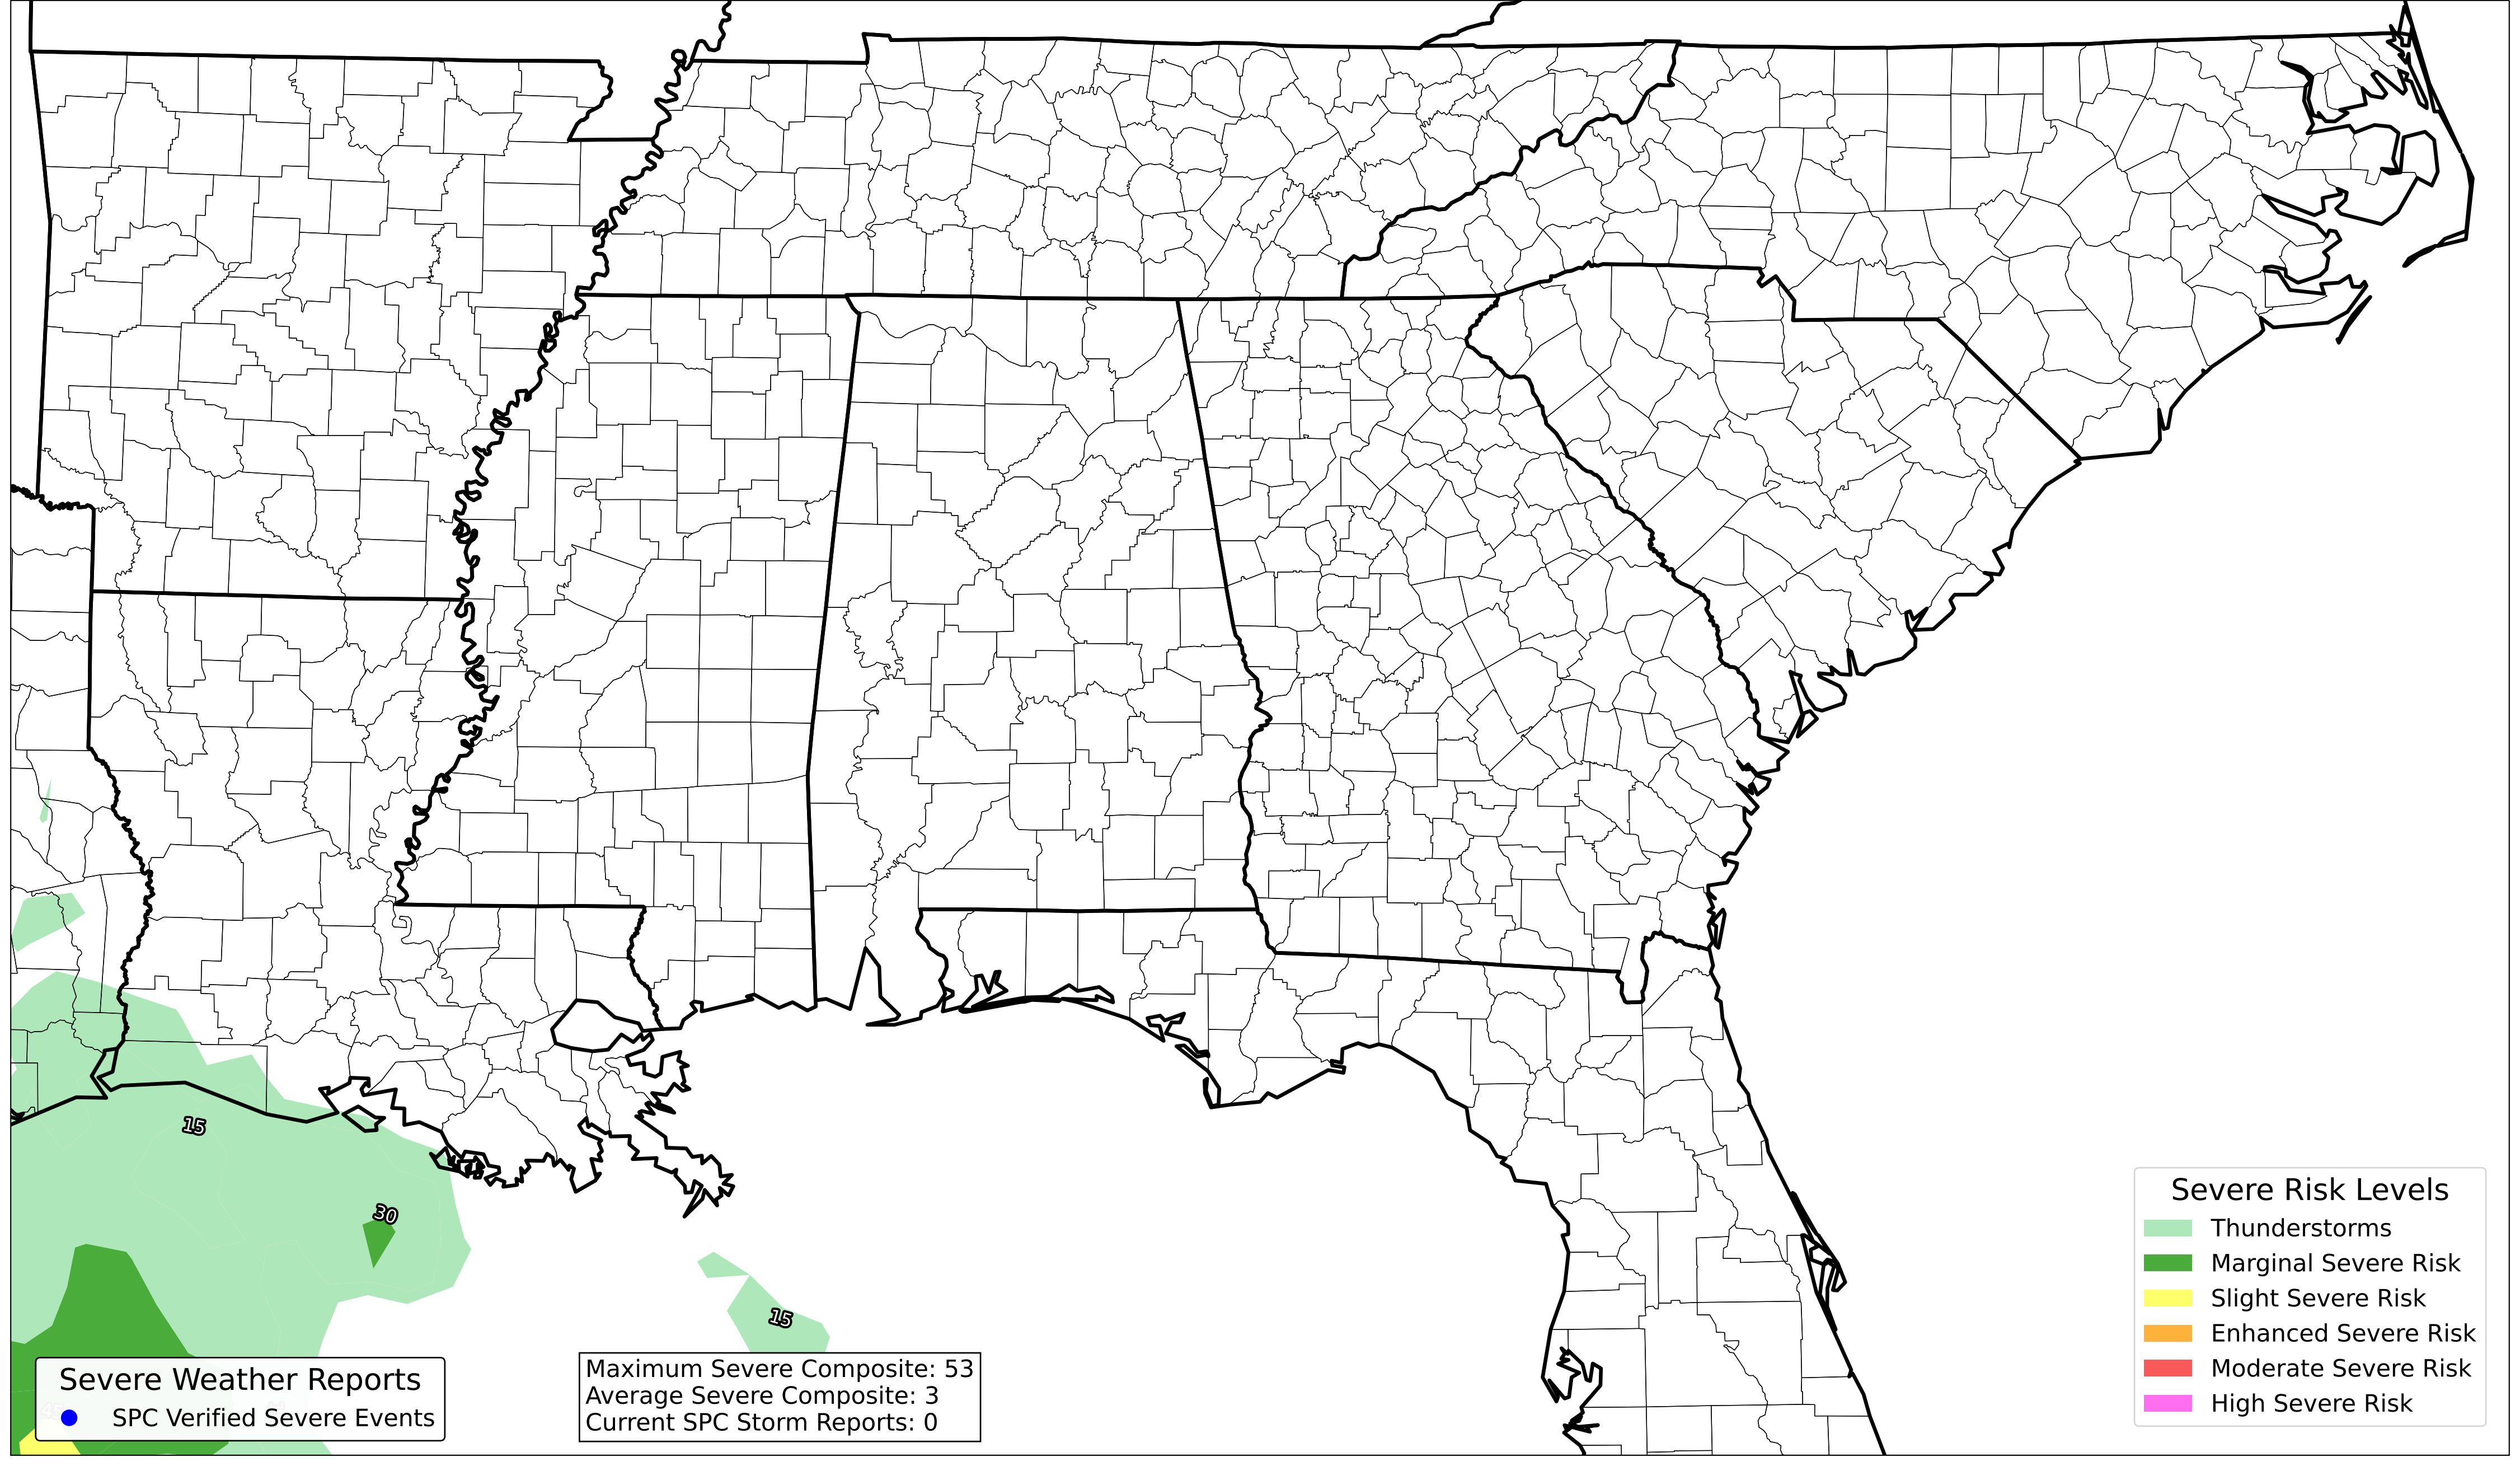 15
30
15
Severe Risk Levels
Thunderstorms
Marginal Severe Risk
Slight Severe Risk
Enhanced Severe Risk
Moderate Severe Risk
High Severe Risk
Severe Weather Reports
SPC Verified Severe Events
Maximum Severe Composite: 53
Average Severe Composite: 3
Current SPC Storm Reports: 0